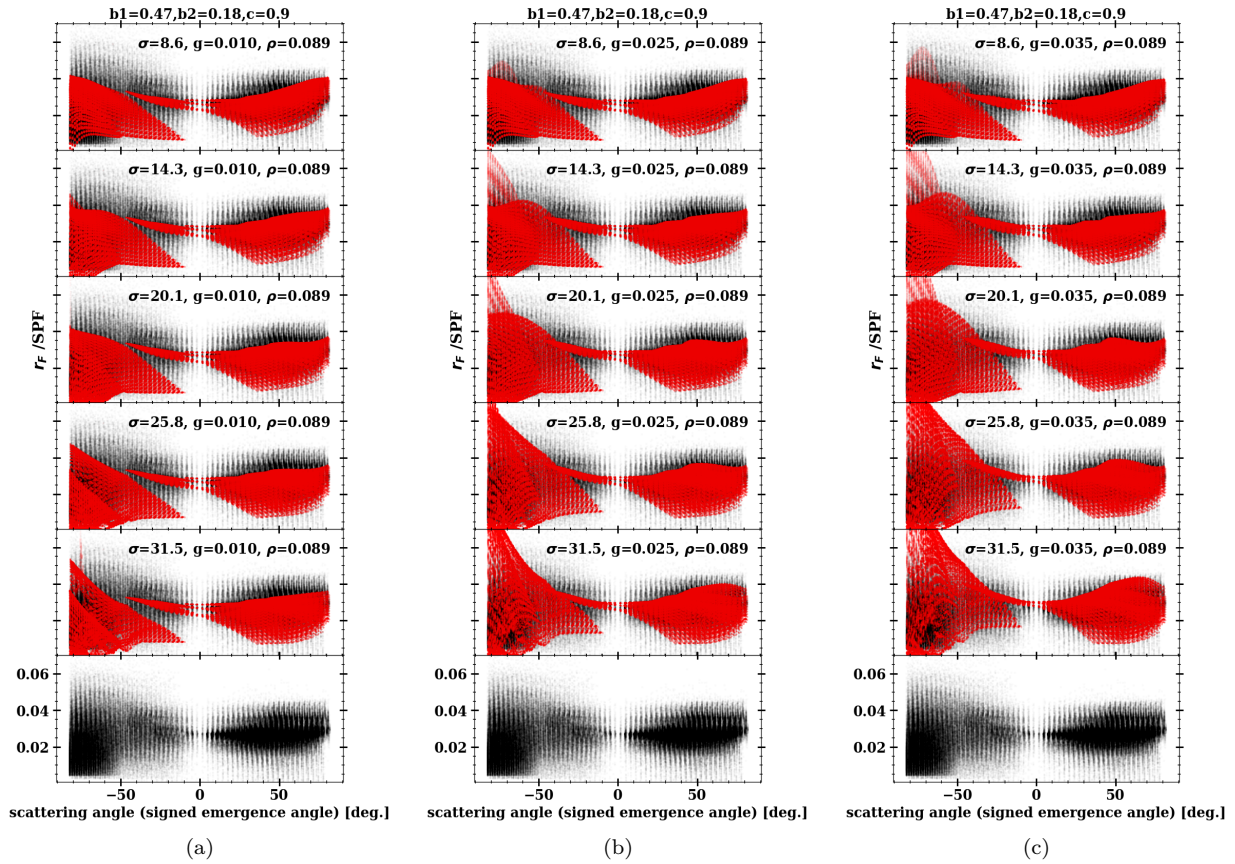 b1=0.47,b2=0.18,c=0.9
σ=8.6, g=0.010, ρ=0.089
σ=14.3, g=0.010, ρ=0.089
σ=20.1, g=0.010, ρ=0.089
r_F /SPF
σ=25.8, g=0.010, ρ=0.089
σ=31.5, g=0.010, ρ=0.089
0.06
0.04
0.02
−50 0 50
scattering angle (signed emergence angle) [deg.]
(a)
b1=0.47,b2=0.18,c=0.9
σ=8.6, g=0.025, ρ=0.089
σ=14.3, g=0.025, ρ=0.089
σ=20.1, g=0.025, ρ=0.089
r_F /SPF
σ=25.8, g=0.025, ρ=0.089
σ=31.5, g=0.025, ρ=0.089
0.06
0.04
0.02
−50 0 50
scattering angle (signed emergence angle) [deg.]
(b)
b1=0.47,b2=0.18,c=0.9
σ=8.6, g=0.035, ρ=0.089
σ=14.3, g=0.035, ρ=0.089
σ=20.1, g=0.035, ρ=0.089
r_F /SPF
σ=25.8, g=0.035, ρ=0.089
σ=31.5, g=0.035, ρ=0.089
0.06
0.04
0.02
−50 0 50
scattering angle (signed emergence angle) [deg.]
(c)